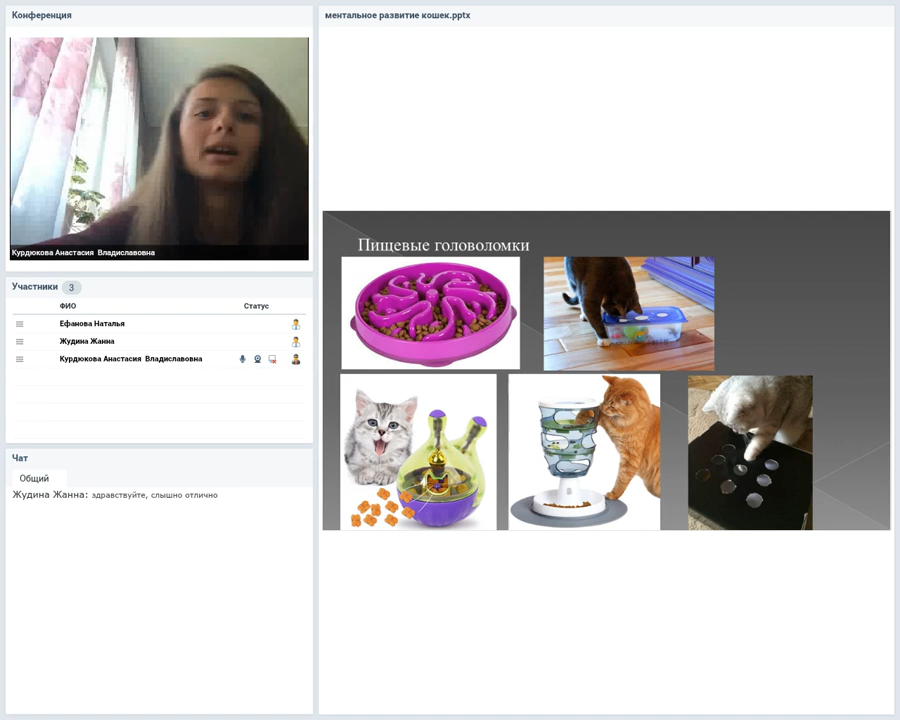 Конференция
Курдюкова Анастасия Владиславовна
Участники 3
ФИО Статус
Ефанова Наталья
Жудина Жанна
Курдюкова Анастасия Владиславовна
Чат
Общий
Жудина Жанна: здравствуйте, слышно отлично
ментальное развитие кошек.pptx
Пищевые головоломки